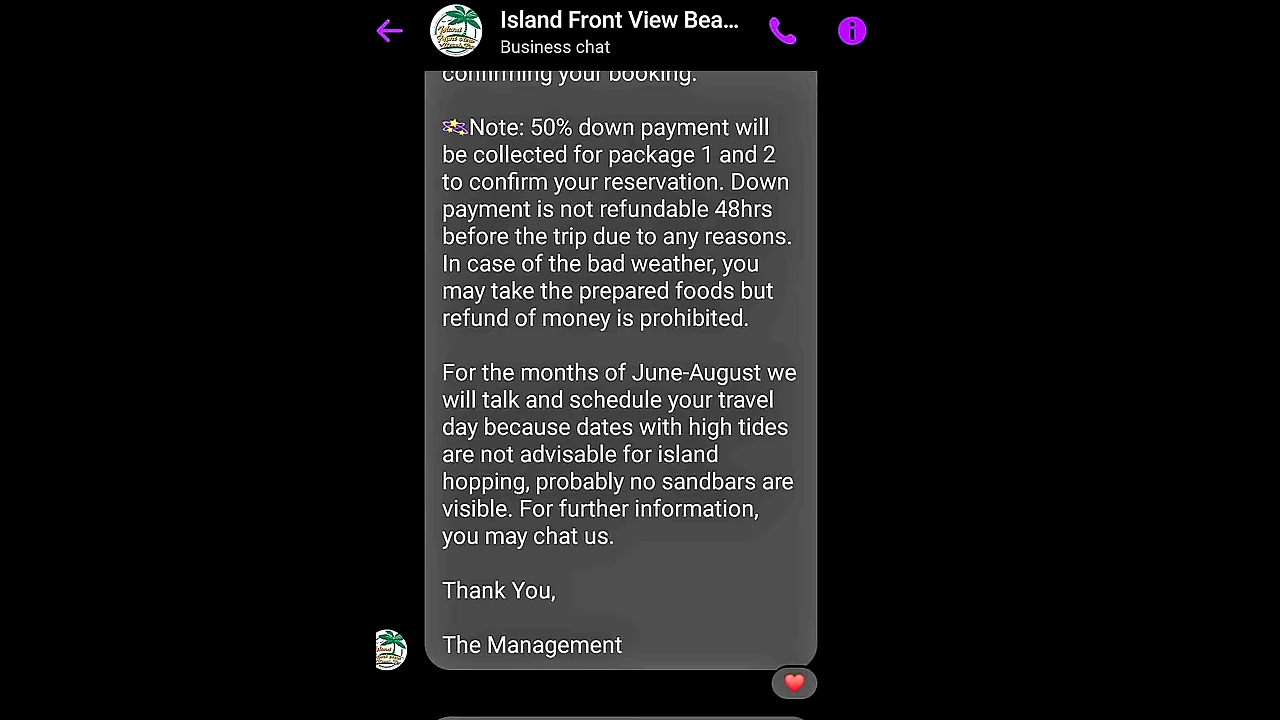 Island Front View Bea...
Business chat
confirming your booking.
Note: 50% down payment will
be collected for package 1 and 2
to confirm your reservation. Down
payment is not refundable 48hrs
before the trip due to any reasons.
In case of the bad weather, you
may take the prepared foods but
refund of money is prohibited.
For the months of June-August we
will talk and schedule your travel
day because dates with high tides
are not advisable for island
hopping, probably no sandbars are
visible. For further information,
you may chat us.
Thank You,
The Management